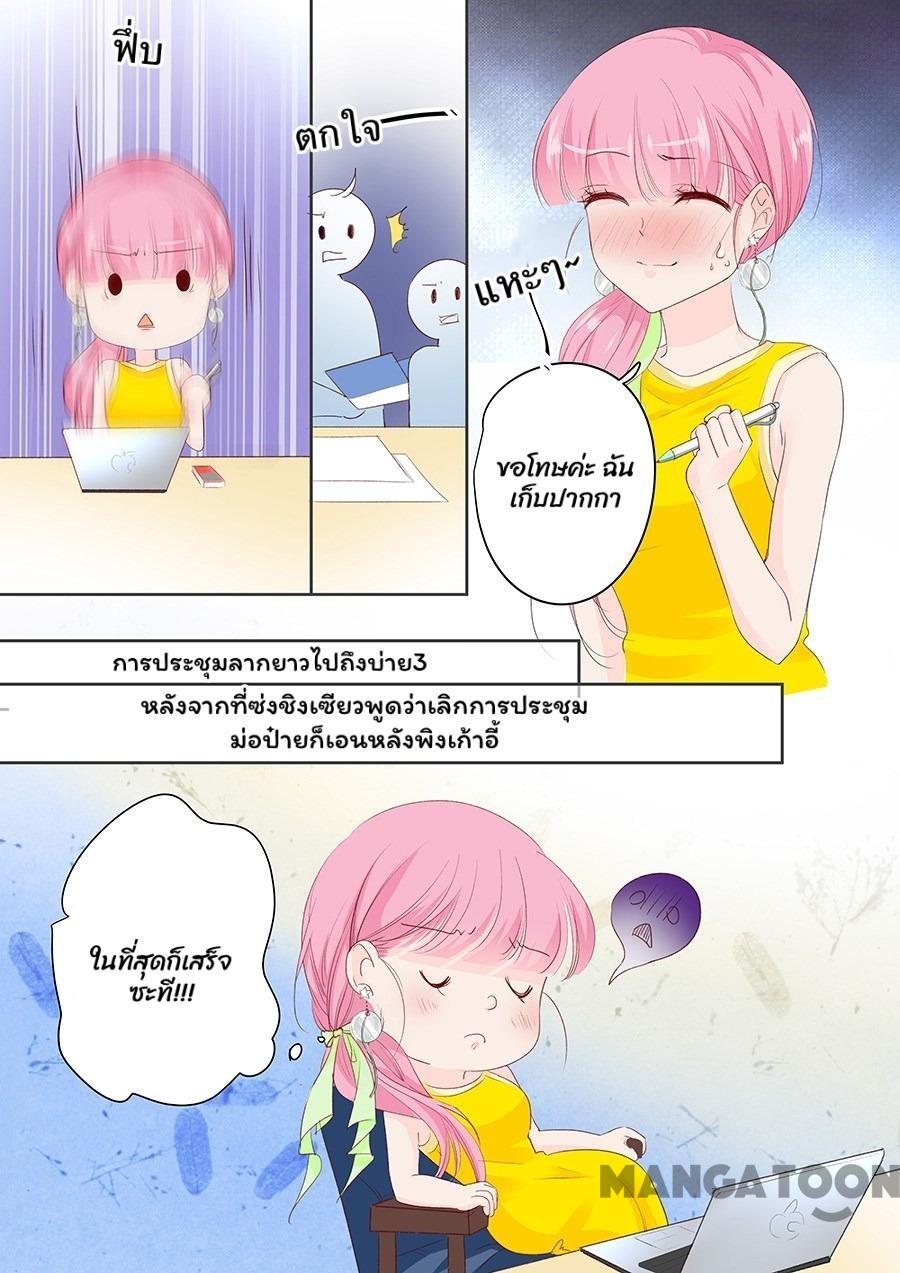 ฟึ่บ
ตกใจ
แหะๆ~
ขอโทษค่ะ ฉัน
เก็บปากกา
การประชุมลากยาวไปถึงบ่าย3
หลังจากที่ซ่งชิงเซียวพูดว่าเลิกการประชุม
ม่อป๋ายก็เอนหลังพิงเก้าอี้
ในที่สุดก็เสร็จ
ซะที!!!
MANGATOON